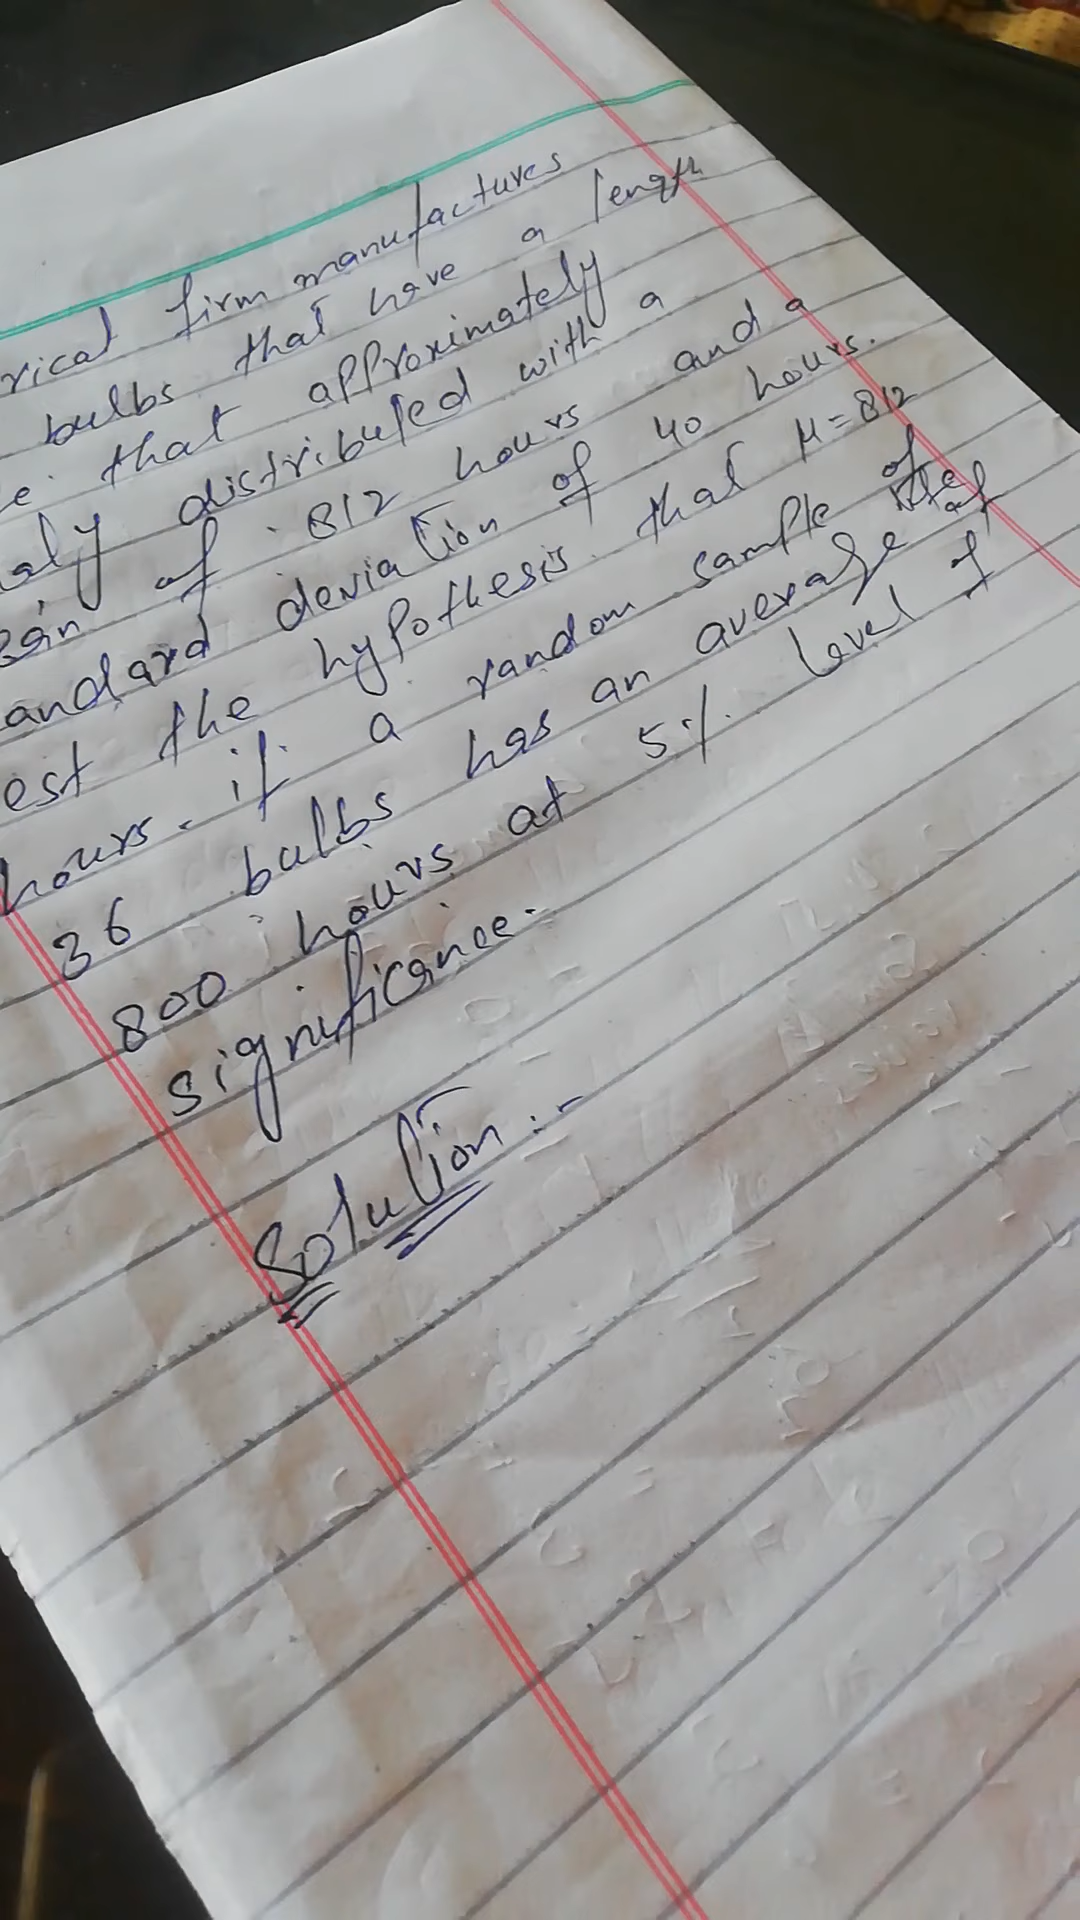 rical firm manufactures
bulbs that have a length
e. that approximately
aly distributed with a
ean of 812 hours and a
andard deviation of 40 hours.
est the hypothesis that μ = 812
hours. if a random sample of
36 bulbs has an average of
800 hours at 5% level of
significance.
Solution :-